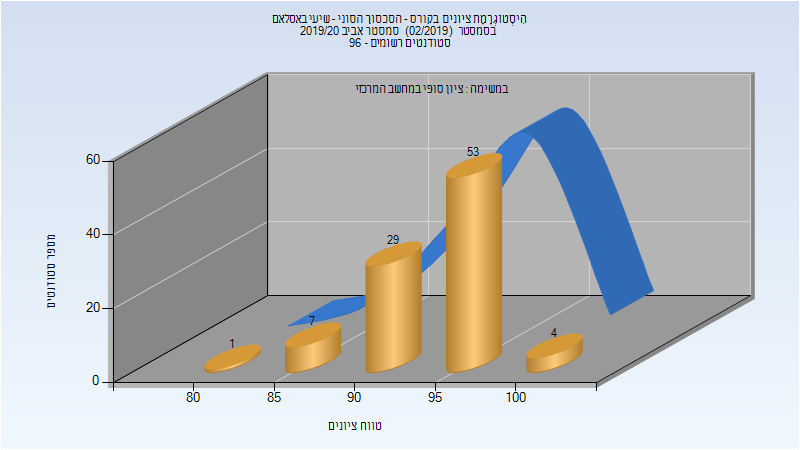 הִיסְטוֹגְרָמַת ציונים בקורס - הסכסוך הסוני - שיעי באסלאם
בסמסטר (02/2019) סמסטר אביב 2019/20
סטודנטים רשומים - 96
במשימה : ציון סופי במחשב המרכזי
מספר סטודנטים
60
40
20
0
1
7
29
53
4
80
85
90
95
100
טווח ציונים